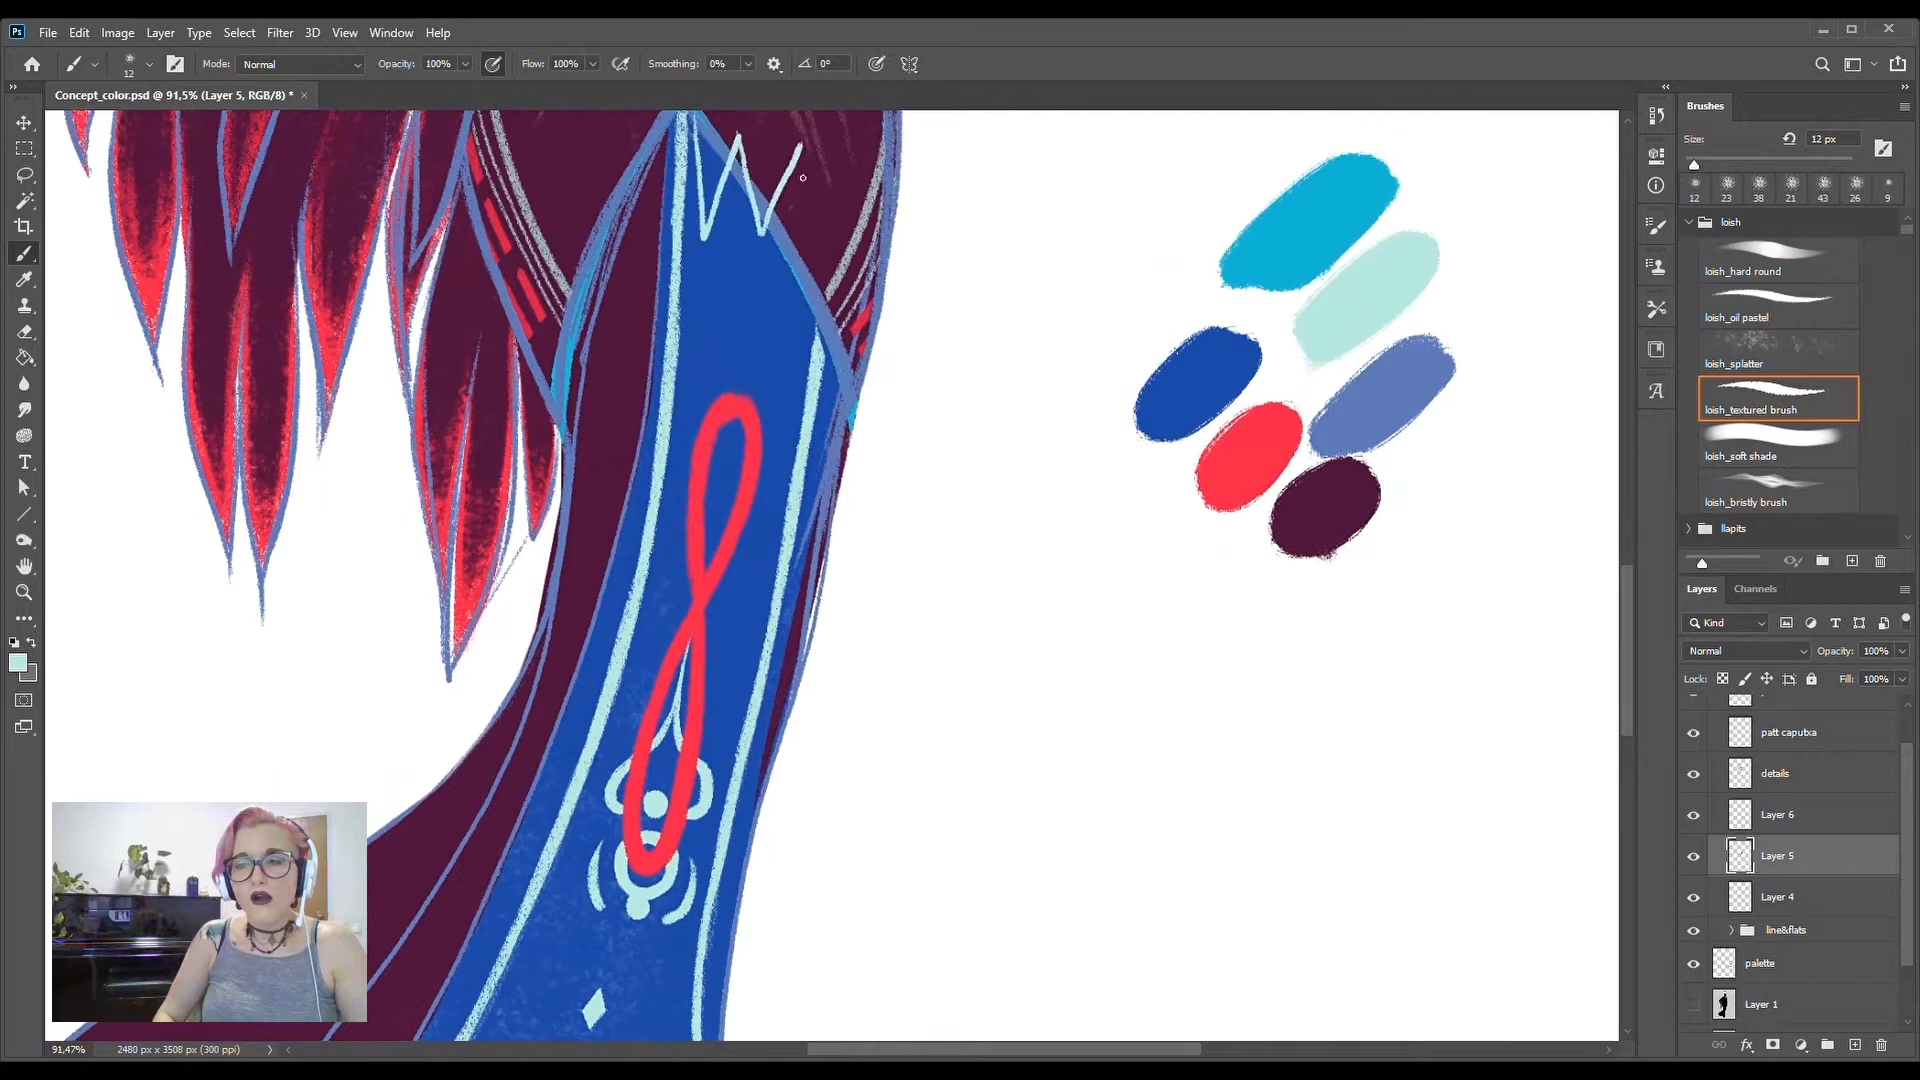 Ps File Edit Image Layer Type Select Filter 3D View Window Help
12 Mode: Normal Opacity: 100% Flow: 100% Smoothing: 0% 0°
Concept_color.psd @ 91,5% (Layer 5, RGB/8) * ×
Brushes
Size: 12 px
12 23 38 21 43 26 9
loish
loish_hard round
loish_oil pastel
loish_splatter
loish_textured brush
loish_soft shade
loish_bristly brush
llapits
Layers Channels
Kind
Normal Opacity: 100%
Lock: Fill: 100%
patt caputxa
details
Layer 6
Layer 5
Layer 4
line&flats
palette
Layer 1
91,47% 2480 px x 3508 px (300 ppi)